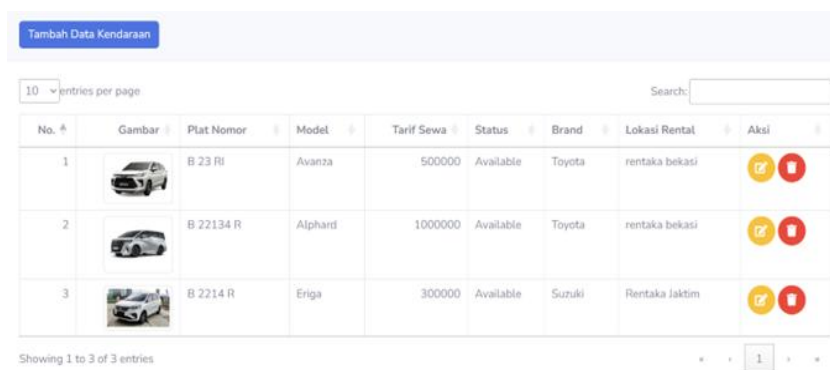 Tambah Data Kendaraan
10 entries per page
Search:
No. Gambar Plat Nomor Model Tarif Sewa Status Brand Lokasi Rental Aksi
1 B 23 RI Avanza 500000 Available Toyota rentaka bekasi
2 B 22134 R Alphard 1000000 Available Toyota rentaka bekasi
3 B 2214 R Eriga 300000 Available Suzuki Rentaka Jaktim
Showing 1 to 3 of 3 entries
« ‹ 1 › »